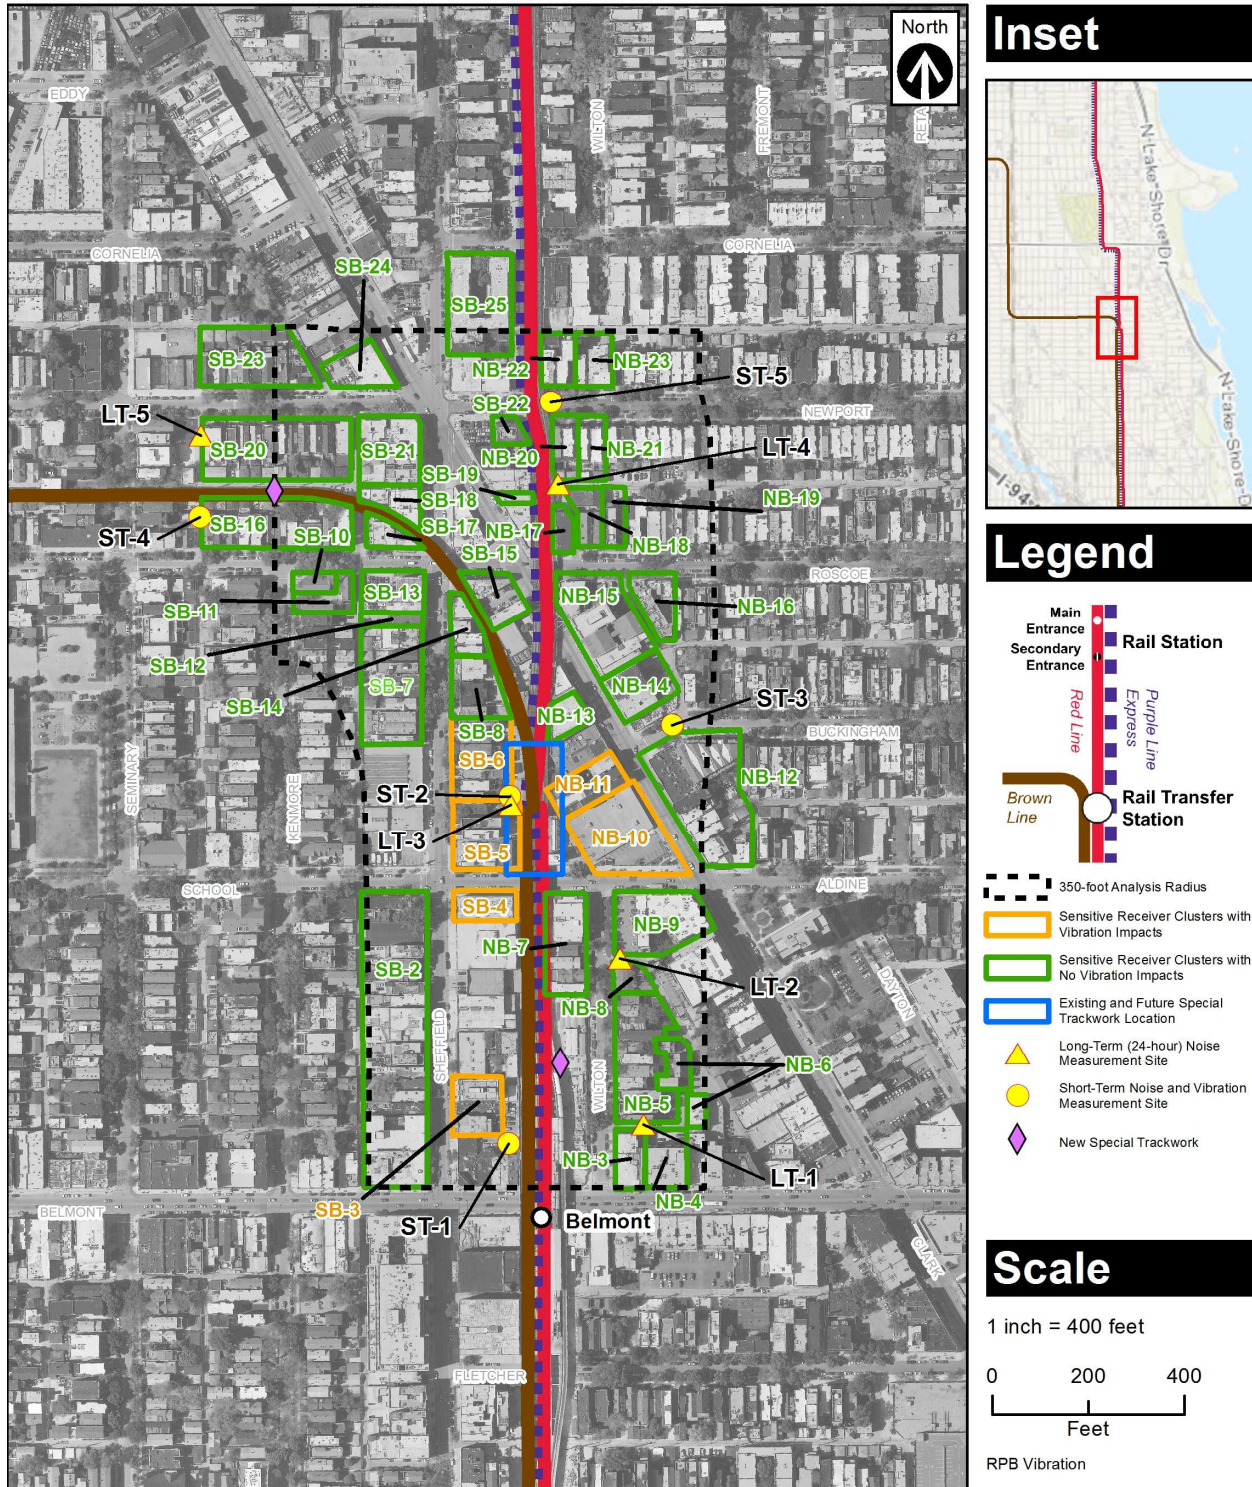 North
EDDY
WILTON
FREMONT
RETA
CORNELIA
CORNELIA
SB-24
SB-25
SB-23
NB-22
NB-23
ST-5
LT-5
SB-22
NEWPORT
SB-20
SB-21
NB-20
NB-21
LT-4
SB-19
SB-18
NB-19
SB-16
SB-10
SB-17
NB-17
NB-18
ST-4
SB-15
ROSCOE
SB-11
SB-13
NB-15
NB-16
SB-12
SB-7
NB-14
SB-14
ST-3
SB-8
NB-13
BUCKINGHAM
SEMINARY
KENMORE
SB-6
NB-11
NB-12
ST-2
LT-3
SB-5
NB-10
SCHOOL
ALDINE
SB-4
NB-9
NB-7
SB-2
LT-2
DAYTON
NB-8
SHEFFIELD
WILTON
NB-6
NB-5
NB-3
LT-1
NB-4
SB-3
BELMONT
ST-1
Belmont
CLARK
FLETCHER
Inset
N-Lake-Shore-Dr
N-Lake-Shore-D
I-94
Legend
Main
Entrance
Secondary
Entrance
Rail Station
Red Line
Purple Line
Express
Brown
Line
Rail Transfer
Station
350-foot Analysis Radius
Sensitive Receiver Clusters with
Vibration Impacts
Sensitive Receiver Clusters with
No Vibration Impacts
Existing and Future Special
Trackwork Location
Long-Term (24-hour) Noise
Measurement Site
Short-Term Noise and Vibration
Measurement Site
New Special Trackwork
Scale
1 inch = 400 feet
0 200 400
Feet
RPB Vibration